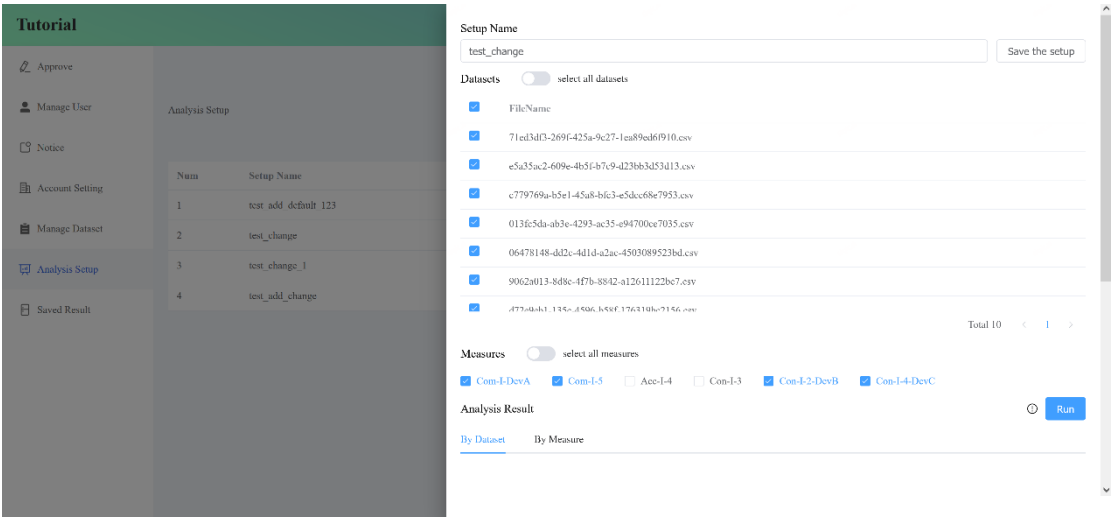 Tutorial
Approve
Manage User
Notice
Account Setting
Manage Dataset
Analysis Setup
Saved Result
Analysis Setup
Num Setup Name
1 test_add_default_123
2 test_change
3 test_change_1
4 test_add_change
Setup Name
test_change Save the setup
Datasets select all datasets
FileName
71ed3df3-269f-425a-9c27-1ea89ed6f910.csv
e5a35ac2-609e-4b5f-b7c9-d23bb3d53d13.csv
c779769a-b5e1-45a8-bfc3-e5dcc68e7953.csv
013fc5da-ab3e-4293-ac35-e94700ce7035.csv
06478148-dd2c-4d1d-a2ac-4503089523bd.csv
9062a013-8d8c-4f7b-8842-a12611122bc7.csv
Total 10 < 1 >
Measures select all measures
Com-I-DevA Com-I-5 Acc-I-4 Con-I-3 Con-I-2-DevB Con-I-4-DevC
Analysis Result Run
By Dataset By Measure